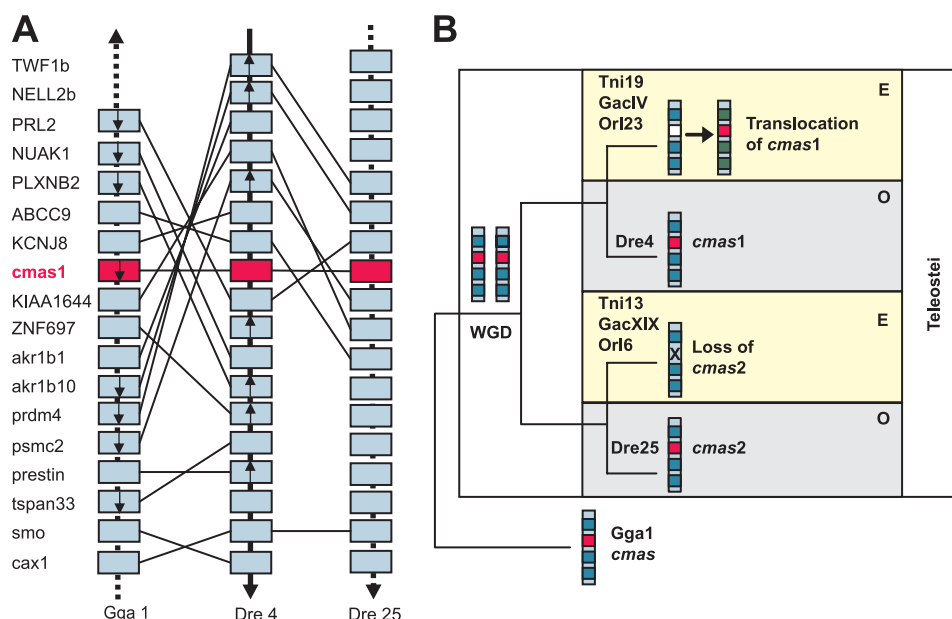 A
TWF1b
NELL2b
PRL2
NUAK1
PLXNB2
ABCC9
KCNJ8
cmas1
KIAA1644
ZNF697
akr1b1
akr1b10
prdm4
psmc2
prestin
tspan33
smo
cax1
Gga 1
Dre 4
Dre 25
B
Tni19
GacIV
Orl23
E
Translocation
of cmas1
O
Dre4
cmas1
WGD
Tni13
GacXIX
Orl6
E
X
Loss of
cmas2
O
Dre25
cmas2
Teleostei
Gga1
cmas